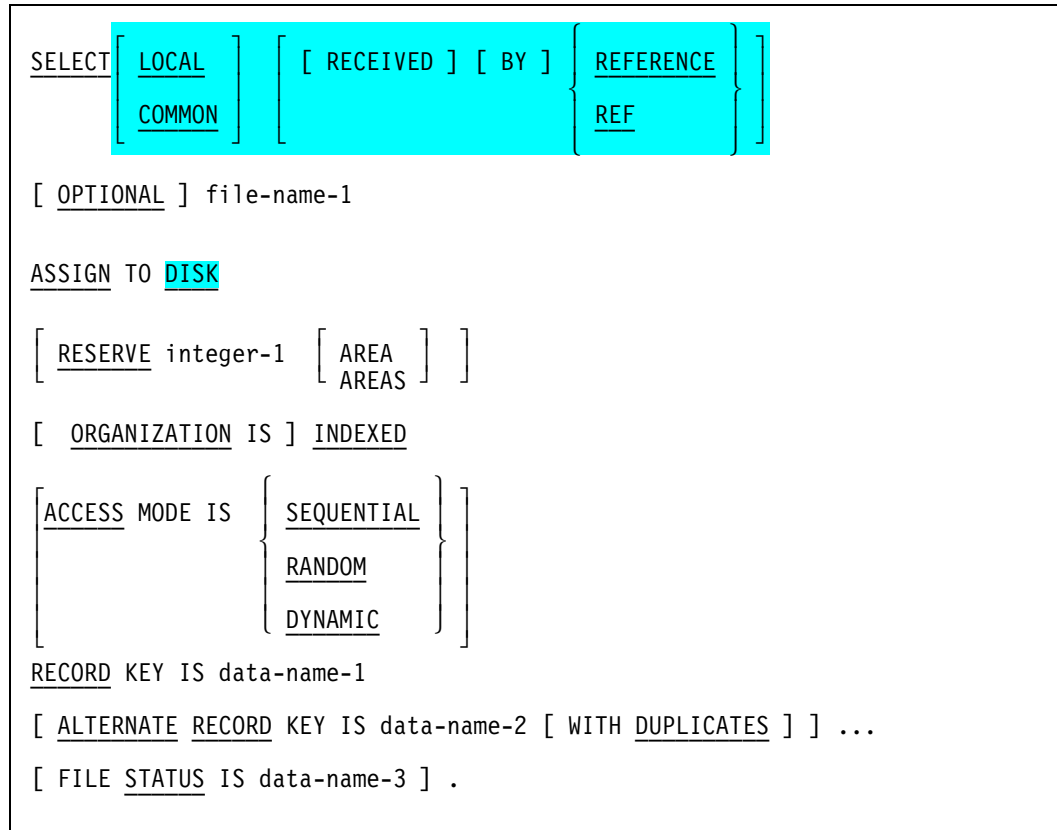 SELECT [ LOCAL ] [ [ RECEIVED ] [ BY ] { REFERENCE } ]
COMMON REF
[ OPTIONAL ] file-name-1
ASSIGN TO DISK
[ RESERVE integer-1 [ AREA ] ]
AREAS
[ ORGANIZATION IS ] INDEXED
[ ACCESS MODE IS { SEQUENTIAL } ]
RANDOM
DYNAMIC
RECORD KEY IS data-name-1
[ ALTERNATE RECORD KEY IS data-name-2 [ WITH DUPLICATES ] ] ...
[ FILE STATUS IS data-name-3 ] .